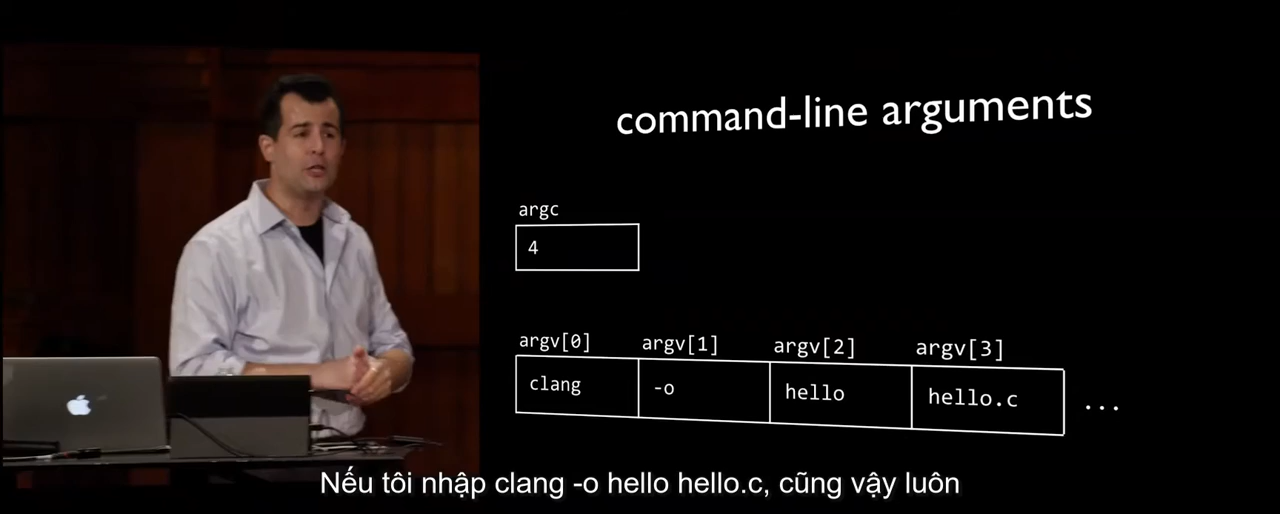 command-line arguments
argc
4
argv[0] argv[1] argv[2] argv[3]
clang -o hello hello.c ...
Nếu tôi nhập clang -o hello hello.c, cũng vậy luôn